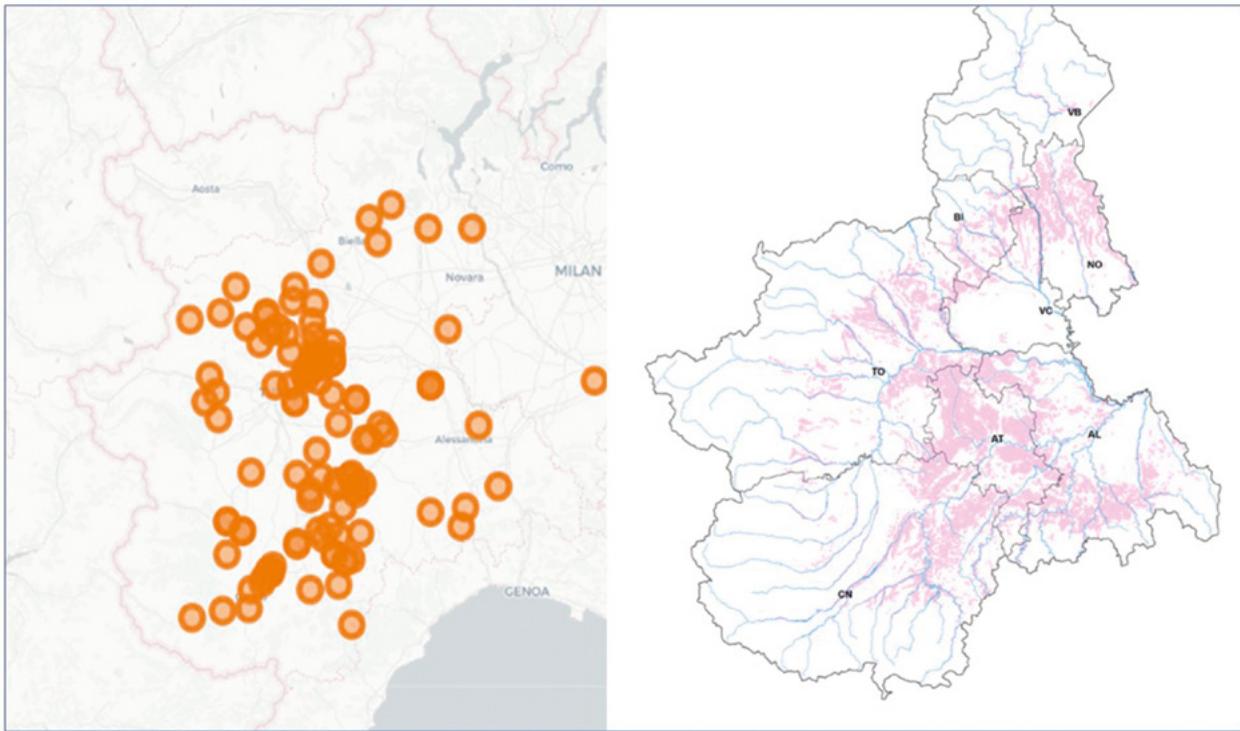 Como
Aosta
Biella
Novara
MILAN
Alessandria
GENOA
VB
BI
NO
VC
TO
AT
AL
CN